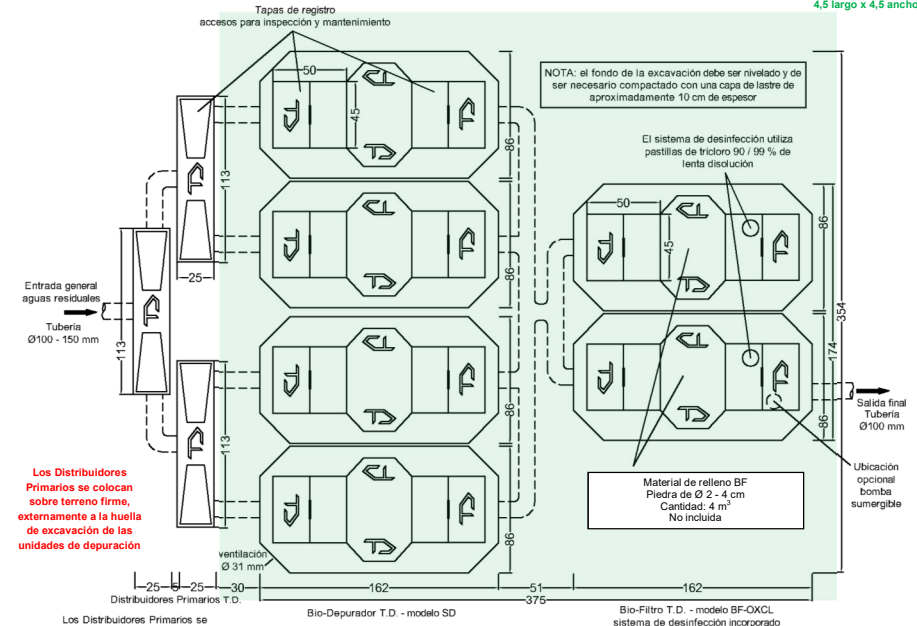 4,5 largo x 4,5 ancho
Tapas de registro
accesos para inspección y mantenimiento
NOTA: el fondo de la excavación debe ser nivelado y de
ser necesario compactado con una capa de lastre de
aproximadamente 10 cm de espesor
El sistema de desinfección utiliza
pastillas de tricloro 90 / 99 % de
lenta disolución
50
45
86
113
25
86
50
45
86
Entrada general
aguas residuales
Tubería
Ø100 - 150 mm
113
354
174
86
86
Salida final
Tubería
Ø100 mm
113
Los Distribuidores
Primarios se colocan
sobre terreno firme,
externamente a la huella
de excavación de las
unidades de depuración
Material de relleno BF
Piedra de Ø 2 - 4 cm
Cantidad: 4 m³
No incluida
Ubicación
opcional
bomba
sumergible
86
ventilación
Ø 31 mm
25
5
25
30
162
51
162
375
Distribuidores Primarios T.D.
Bio-Depurador T.D. - modelo SD
Bio-Filtro T.D. - modelo BF-OXCL
sistema de desinfección incorporado
Los Distribuidores Primarios se